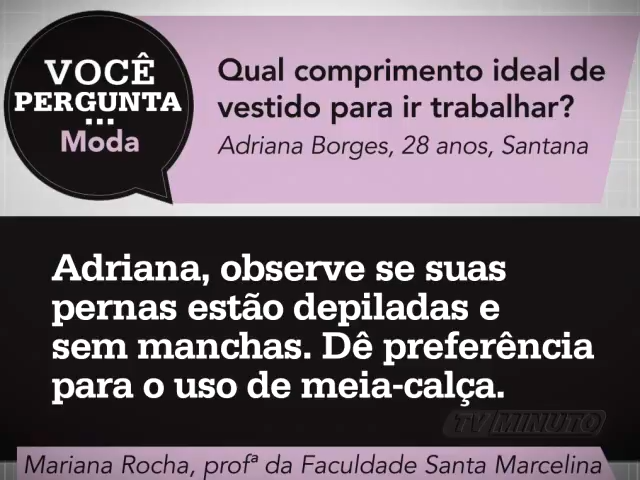 VOCÊ
PERGUNTA
...
Moda
Qual comprimento ideal de
vestido para ir trabalhar?
Adriana Borges, 28 anos, Santana
Adriana, observe se suas
pernas estão depiladas e
sem manchas. Dê preferência
para o uso de meia-calça.
TV MINUTO
Mariana Rocha, profª da Faculdade Santa Marcelina